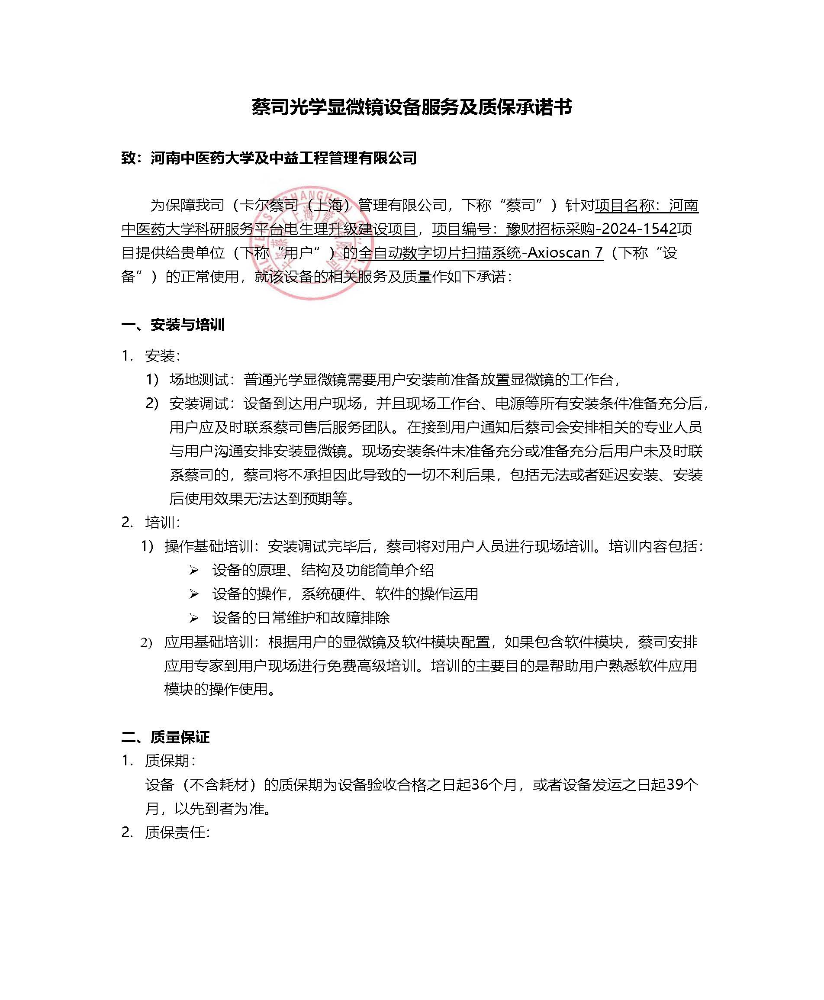 蔡司光学显微镜设备服务及质保承诺书
致：河南中医药大学及中益工程管理有限公司
为保障我司（卡尔蔡司（上海）管理有限公司，下称“蔡司”）针对项目名称：河南
中医药大学科研服务平台电生理升级建设项目，项目编号：豫财招标采购-2024-1542项
目提供给贵单位（下称“用户”）的全自动数字切片扫描系统-Axioscan 7（下称“设
备”）的正常使用，就该设备的相关服务及质量作如下承诺：
一、安装与培训
1. 安装：
1) 场地测试：普通光学显微镜需要用户安装前准备放置显微镜的工作台，
2) 安装调试：设备到达用户现场，并且现场工作台、电源等所有安装条件准备充分后，
用户应及时联系蔡司售后服务团队。在接到用户通知后蔡司会安排相关的专业人员
与用户沟通安排安装显微镜。现场安装条件未准备充分或准备充分后用户未及时联
系蔡司的，蔡司将不承担因此导致的一切不利后果，包括无法或者延迟安装、安装
后使用效果无法达到预期等。
2. 培训：
1) 操作基础培训：安装调试完毕后，蔡司将对用户人员进行现场培训。培训内容包括：
➢ 设备的原理、结构及功能简单介绍
➢ 设备的操作，系统硬件、软件的操作运用
➢ 设备的日常维护和故障排除
2) 应用基础培训：根据用户的显微镜及软件模块配置，如果包含软件模块，蔡司安排
应用专家到用户现场进行免费高级培训。培训的主要目的是帮助用户熟悉软件应用
模块的操作使用。
二、质量保证
1. 质保期：
设备（不含耗材）的质保期为设备验收合格之日起36个月，或者设备发运之日起39个
月，以先到者为准。
2. 质保责任：